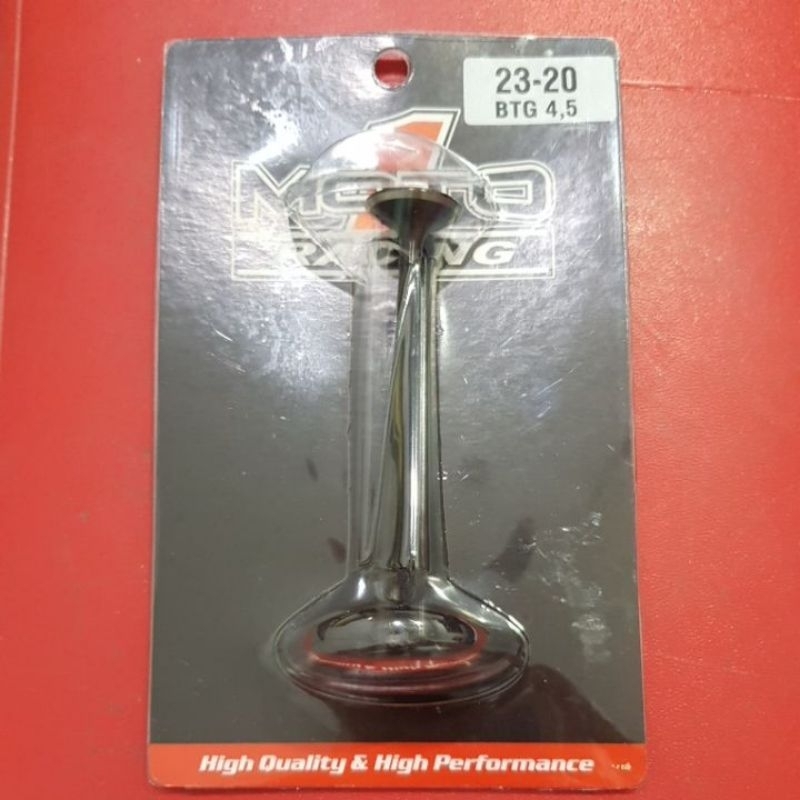 23-20
BTG 4,5
1
MOTO
RACING
High Quality & High Performance